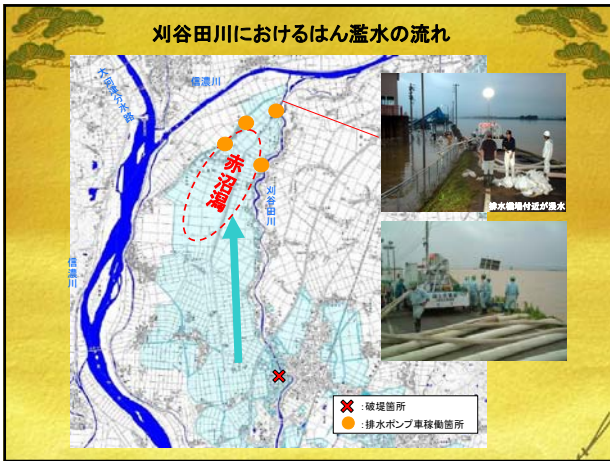 刈谷田川におけるはん濫水の流れ
大河津分水路
信濃川
赤沼潟
刈谷田川
信濃川
排水機場付近が浸水
:破堤箇所
:排水ポンプ車稼働箇所